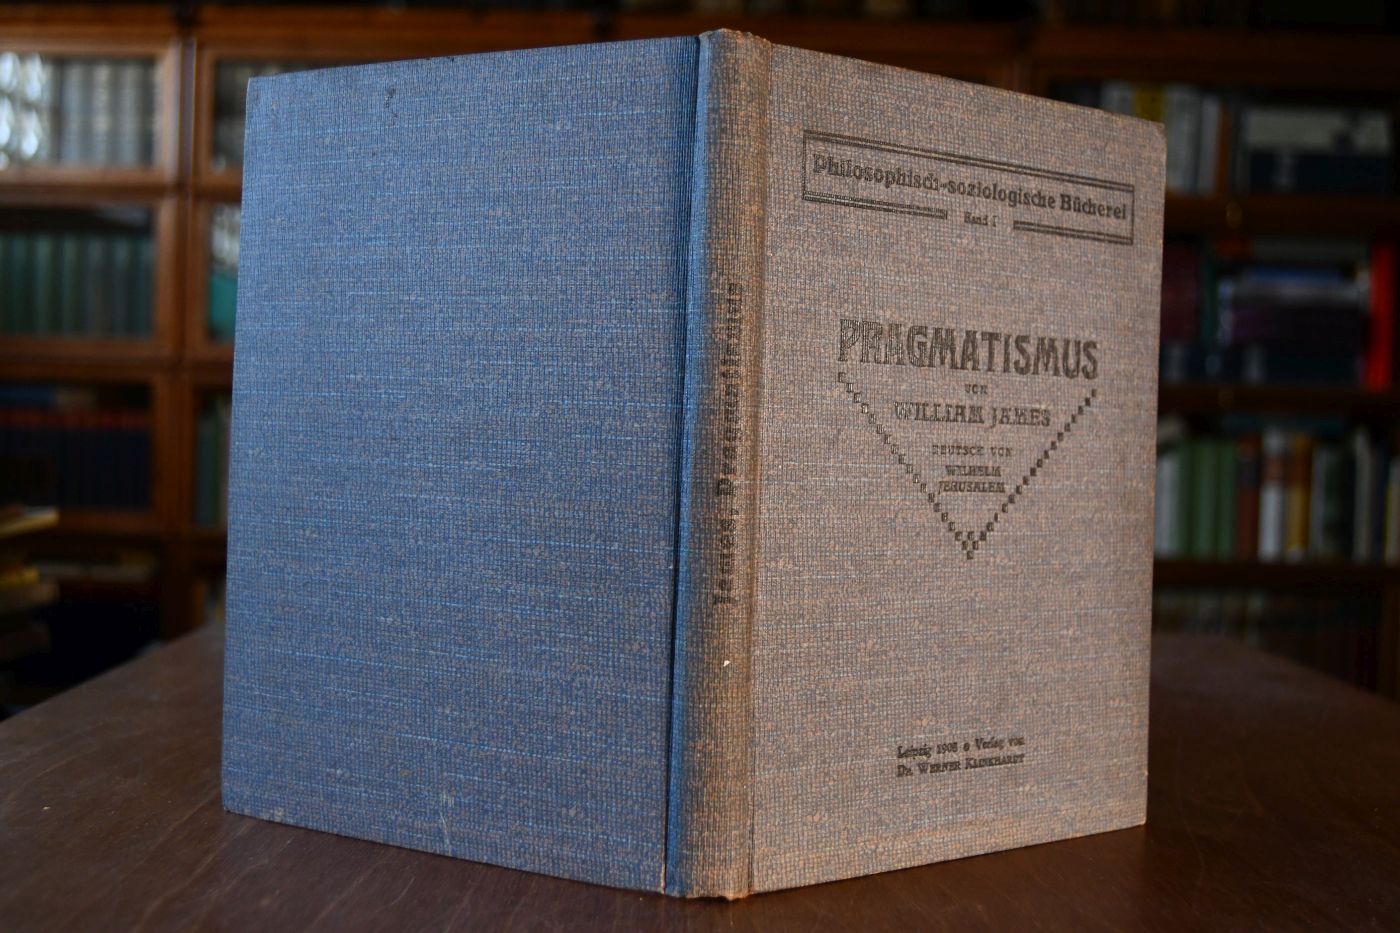 Philosophisch-soziologische Bücherei
Band I
PRAGMATISMUS
VON
WILLIAM JAMES
DEUTSCH VON
WILHELM
JERUSALEM
Leipzig 1908 Verlag von
Dr. WERNER KLINKHARDT
James, Pragmatismus